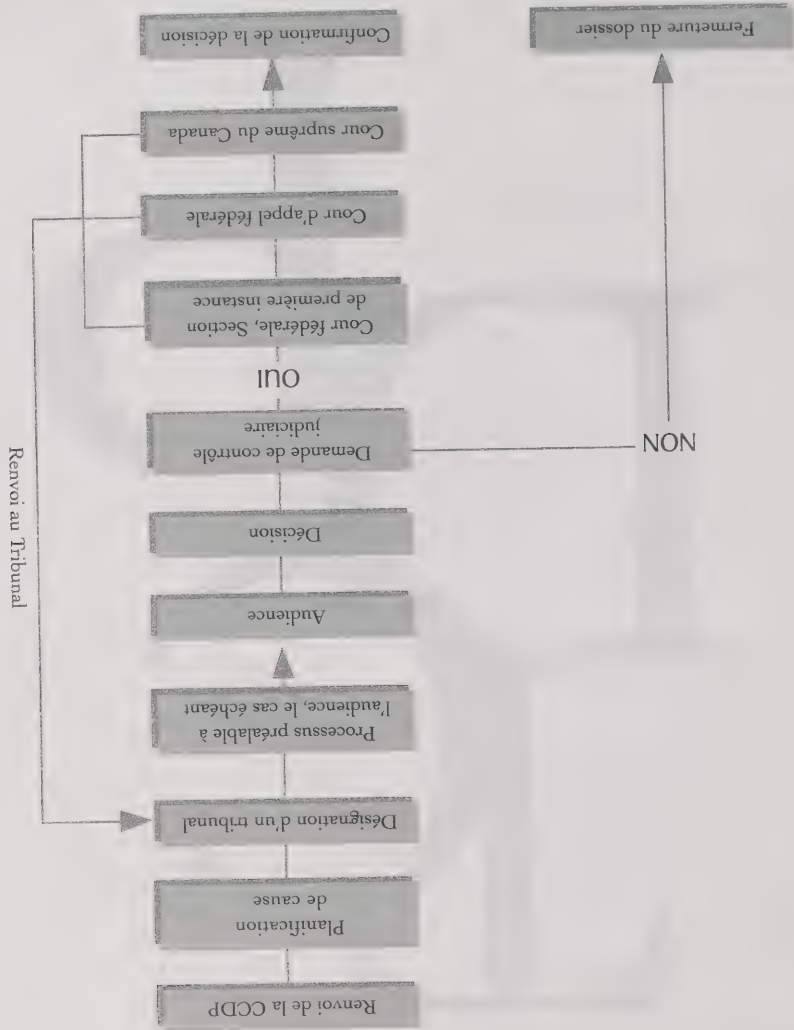 Renvoi de la CCDP
Planification
de cause
Désignation d'un tribunal
Processus préalable à
l'audience, le cas échéant
Audience
Décision
Demande de contrôle
judiciaire
NON
OUI
Cour fédérale, Section
de première instance
Cour d'appel fédérale
Cour suprême du Canada
Confirmation de la décision
Fermeture du dossier
Renvoi au Tribunal